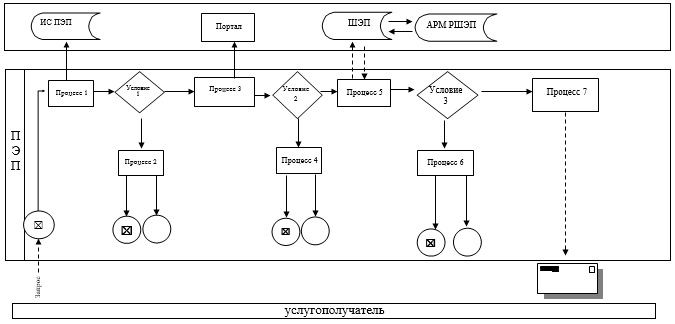 ИС ПЭП
Портал
ШЭП
АРМ РШЭП
ПЭП
Процесс 1
Условие
1
Процесс 3
Условие
2
Процесс 5
Условие
3
Процесс 7
Процесс 2
Процесс 4
Процесс 6
Запрос
услугополучатель